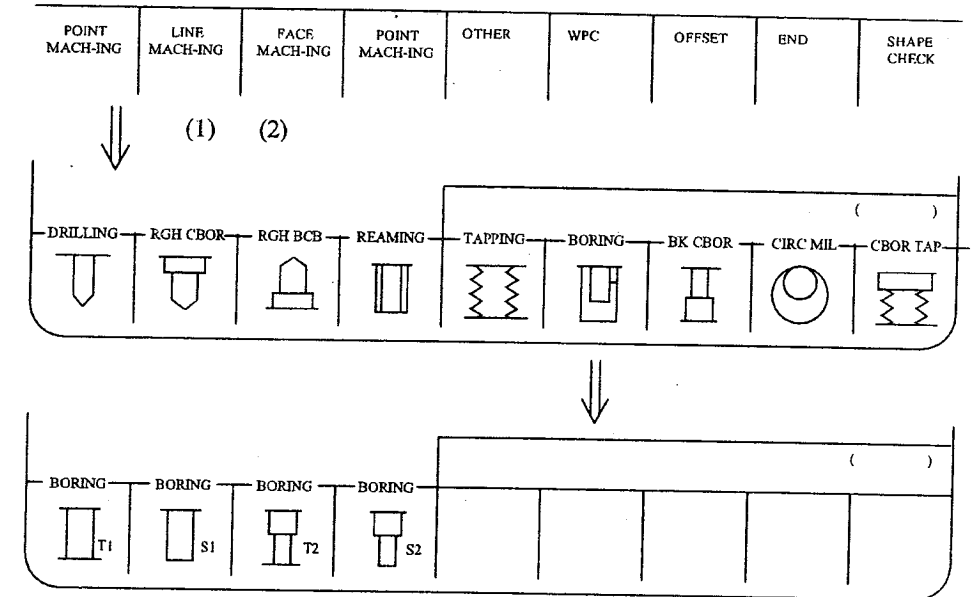 POINT MACH-ING LINE MACH-ING FACE MACH-ING POINT MACH-ING OTHER WPC OFFSET END SHAPE CHECK
(1) (2)
( )
DRILLING RGH CBOR RGH BCB REAMING TAPPING BORING BK CBOR CIRC MIL CBOR TAP
( )
BORING BORING BORING BORING
T1 S1 T2 S2